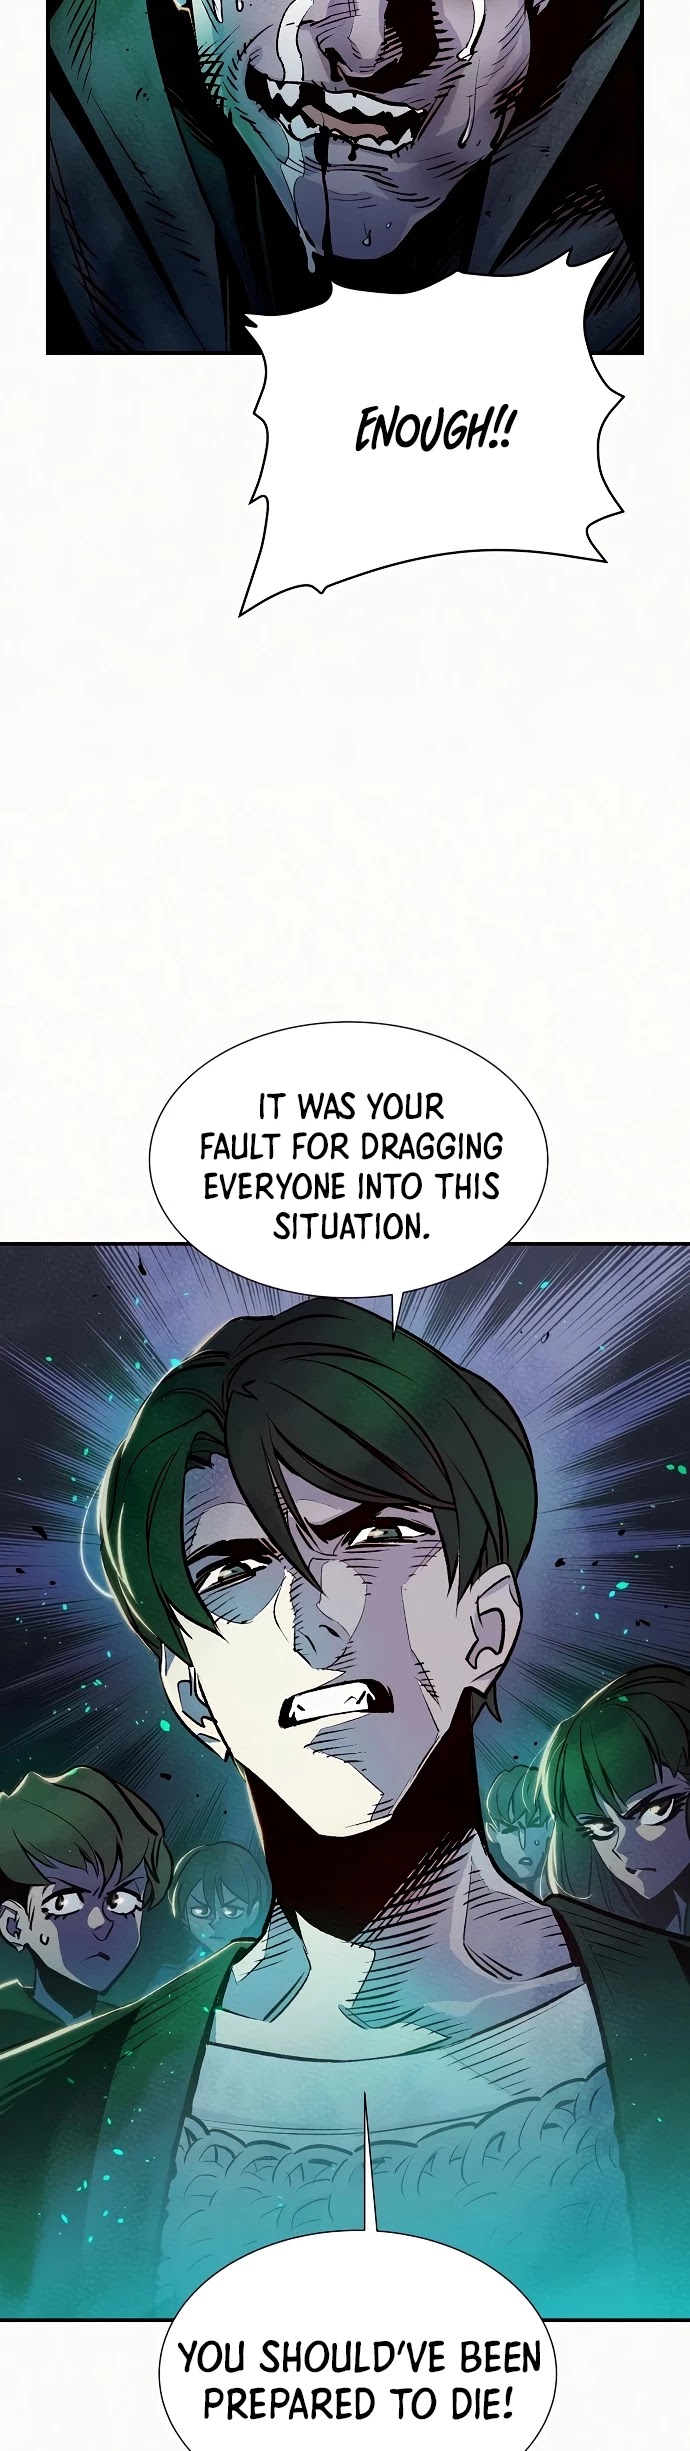 ENOUGH!!
IT WAS YOUR
FAULT FOR DRAGGING
EVERYONE INTO THIS
SITUATION.
YOU SHOULD'VE BEEN
PREPARED TO DIE!